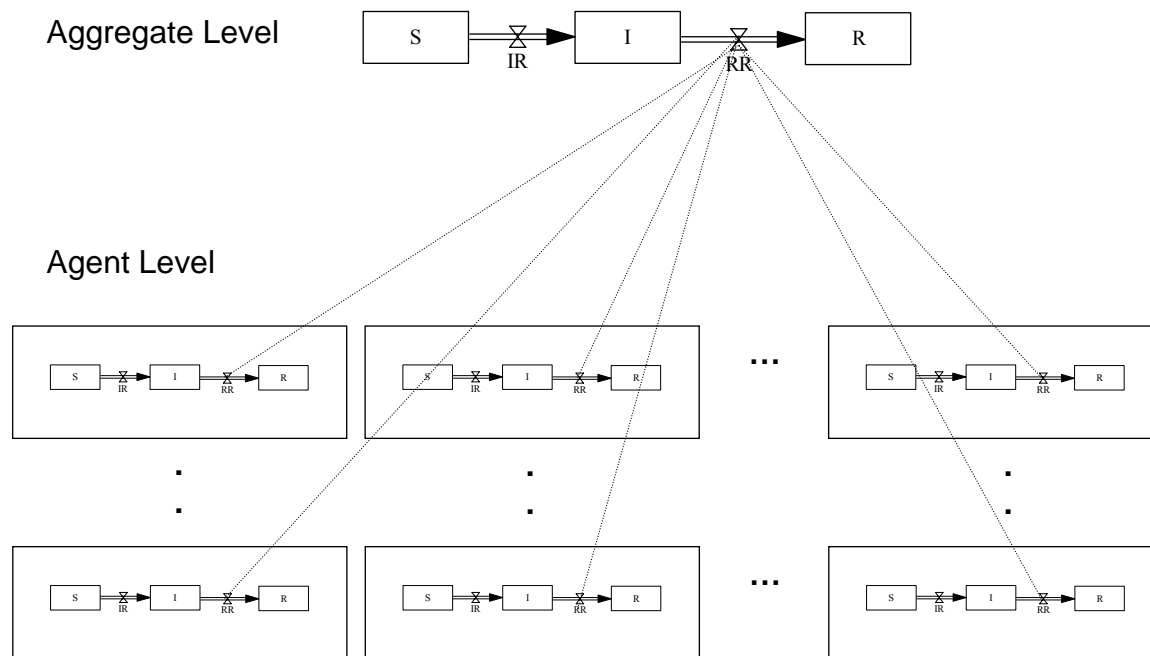 Aggregate Level
S I R
IR RR
Agent Level
S I R S I R ... S I R
IR RR IR RR IR RR
. . .
. . .
S I R S I R ... S I R
IR RR IR RR IR RR